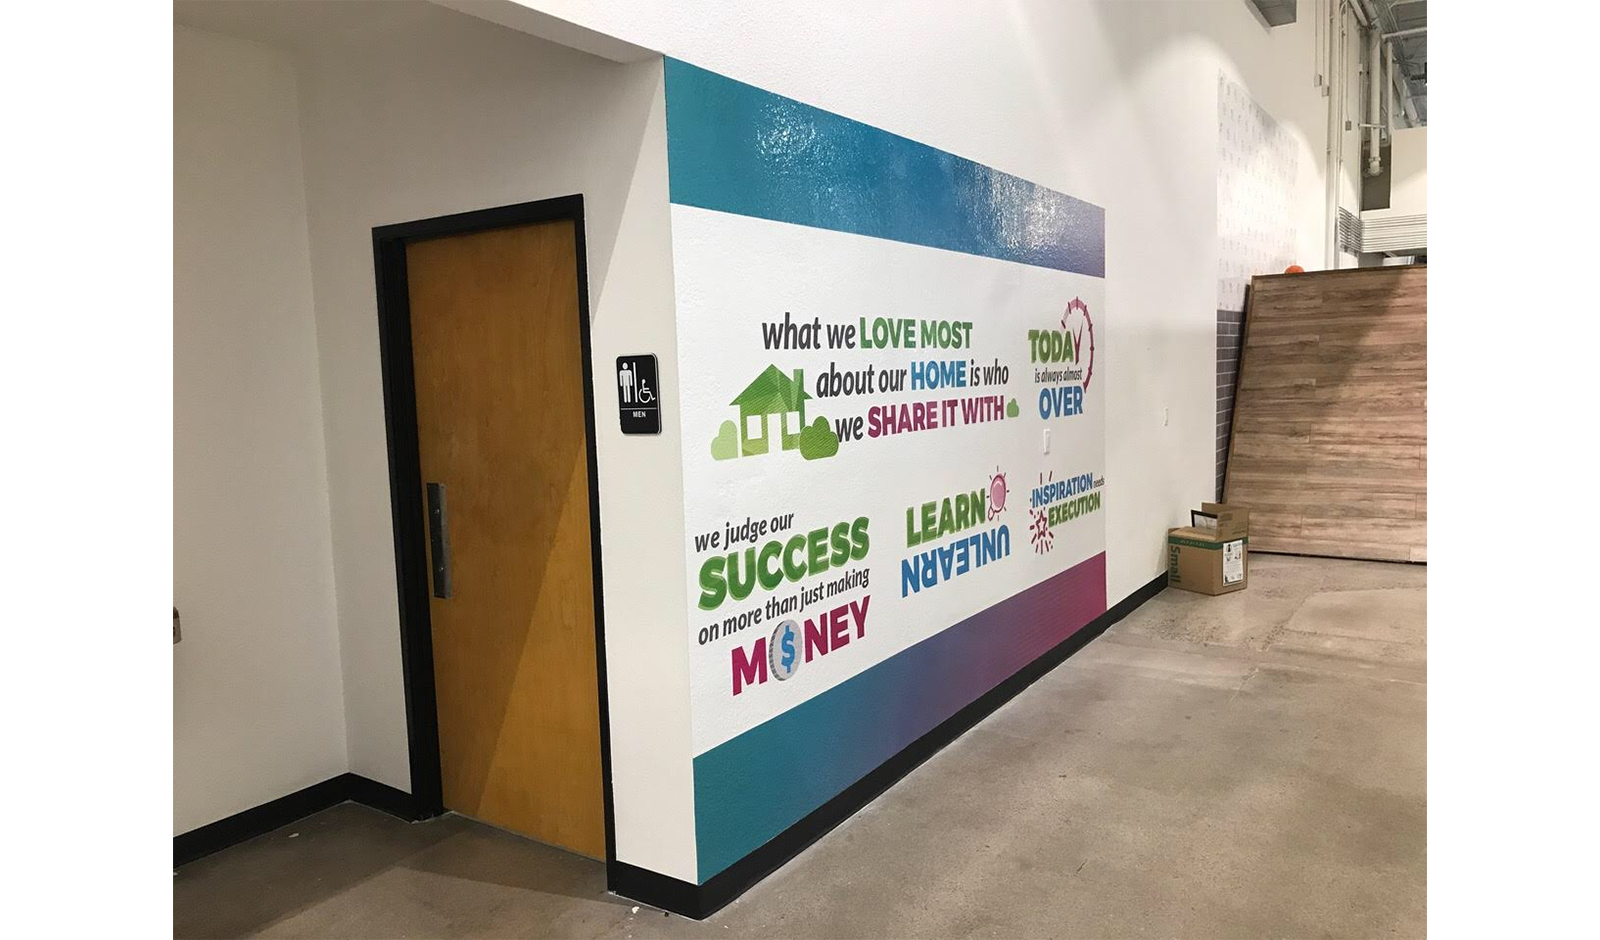 what we LOVE MOST
about our HOME is who
we SHARE IT WITH
TODAY
is always almost
OVER
MEN
we judge our
SUCCESS
on more than just making
MONEY
LEARN
UNLEARN
INSPIRATION needs
EXECUTION
Small